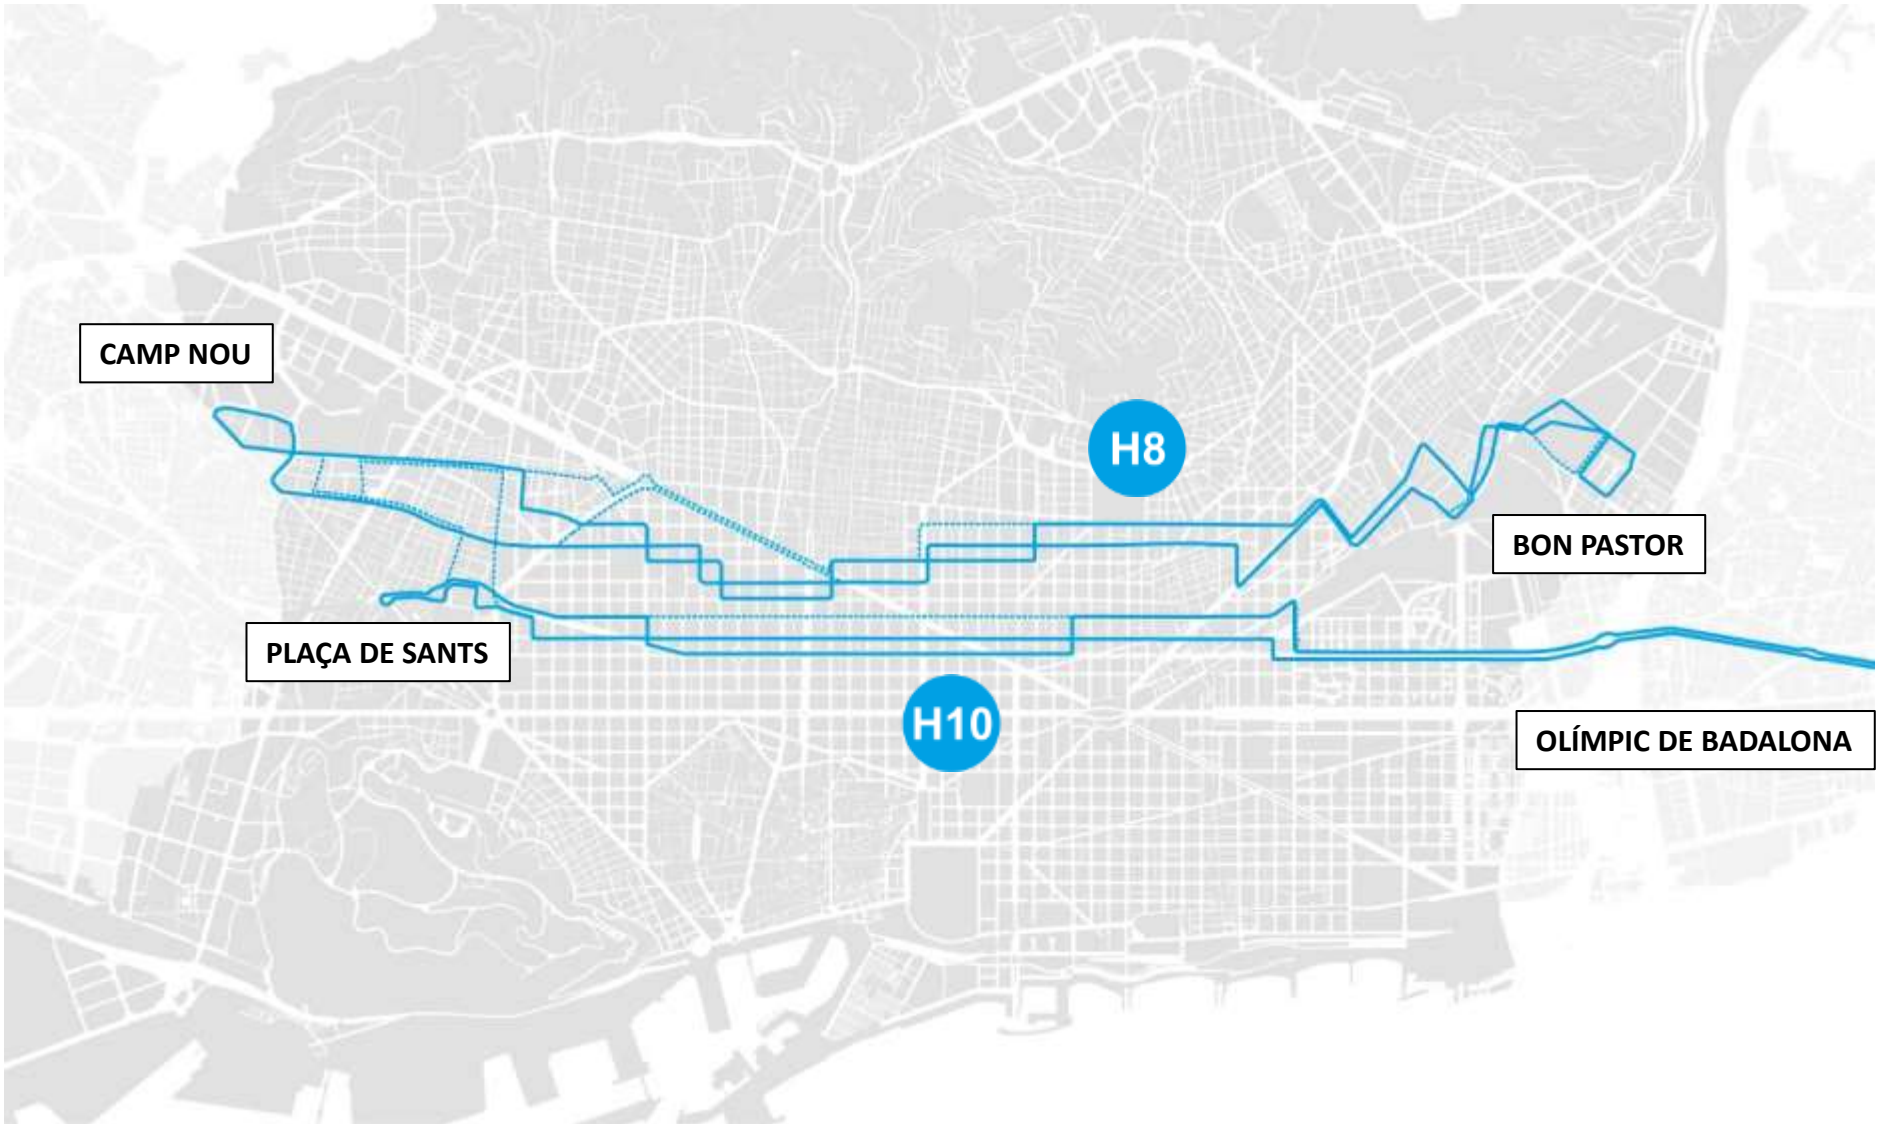 CAMP NOU
H8
BON PASTOR
PLAÇA DE SANTS
H10
OLÍMPIC DE BADALONA